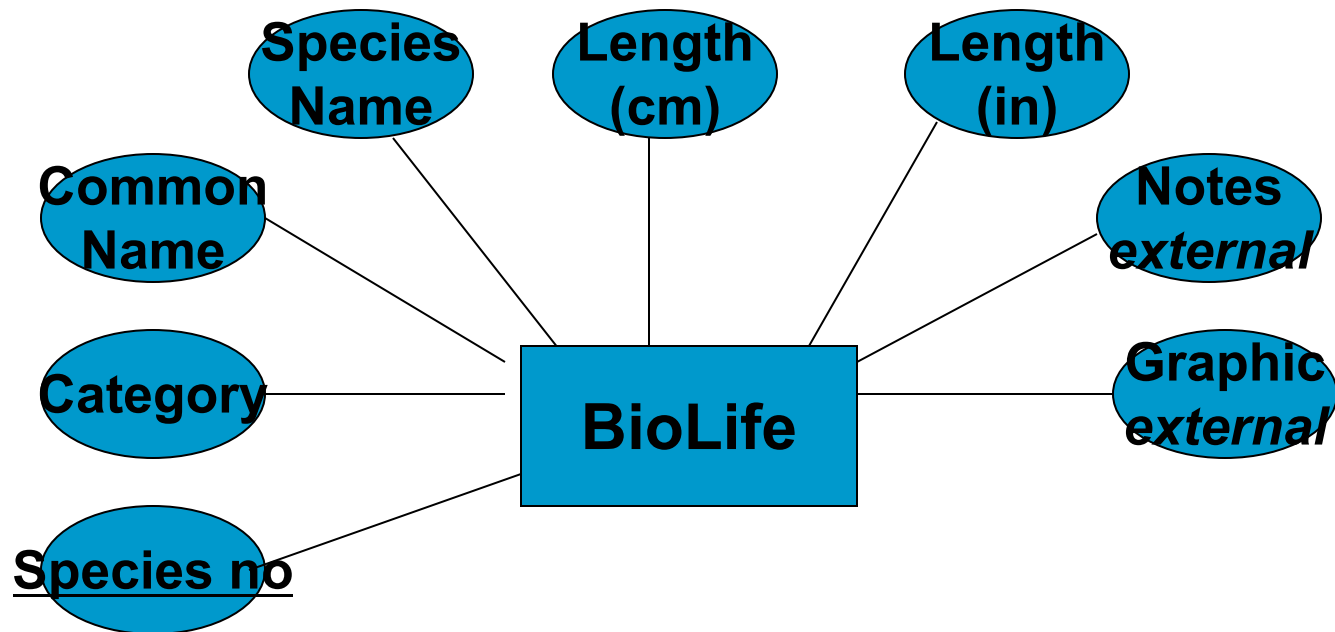 Species
Name
Length
(cm)
Length
(in)
Common
Name
Notes
external
Category
Graphic
external
BioLife
Species no